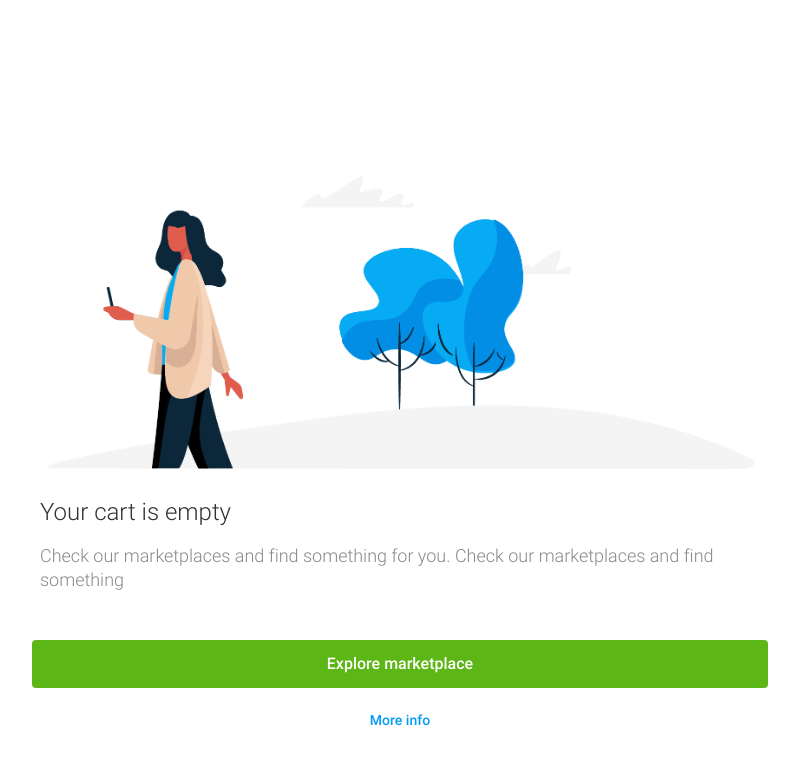 Your cart is empty
Check our marketplaces and find something for you. Check our marketplaces and find
something
Explore marketplace
More info